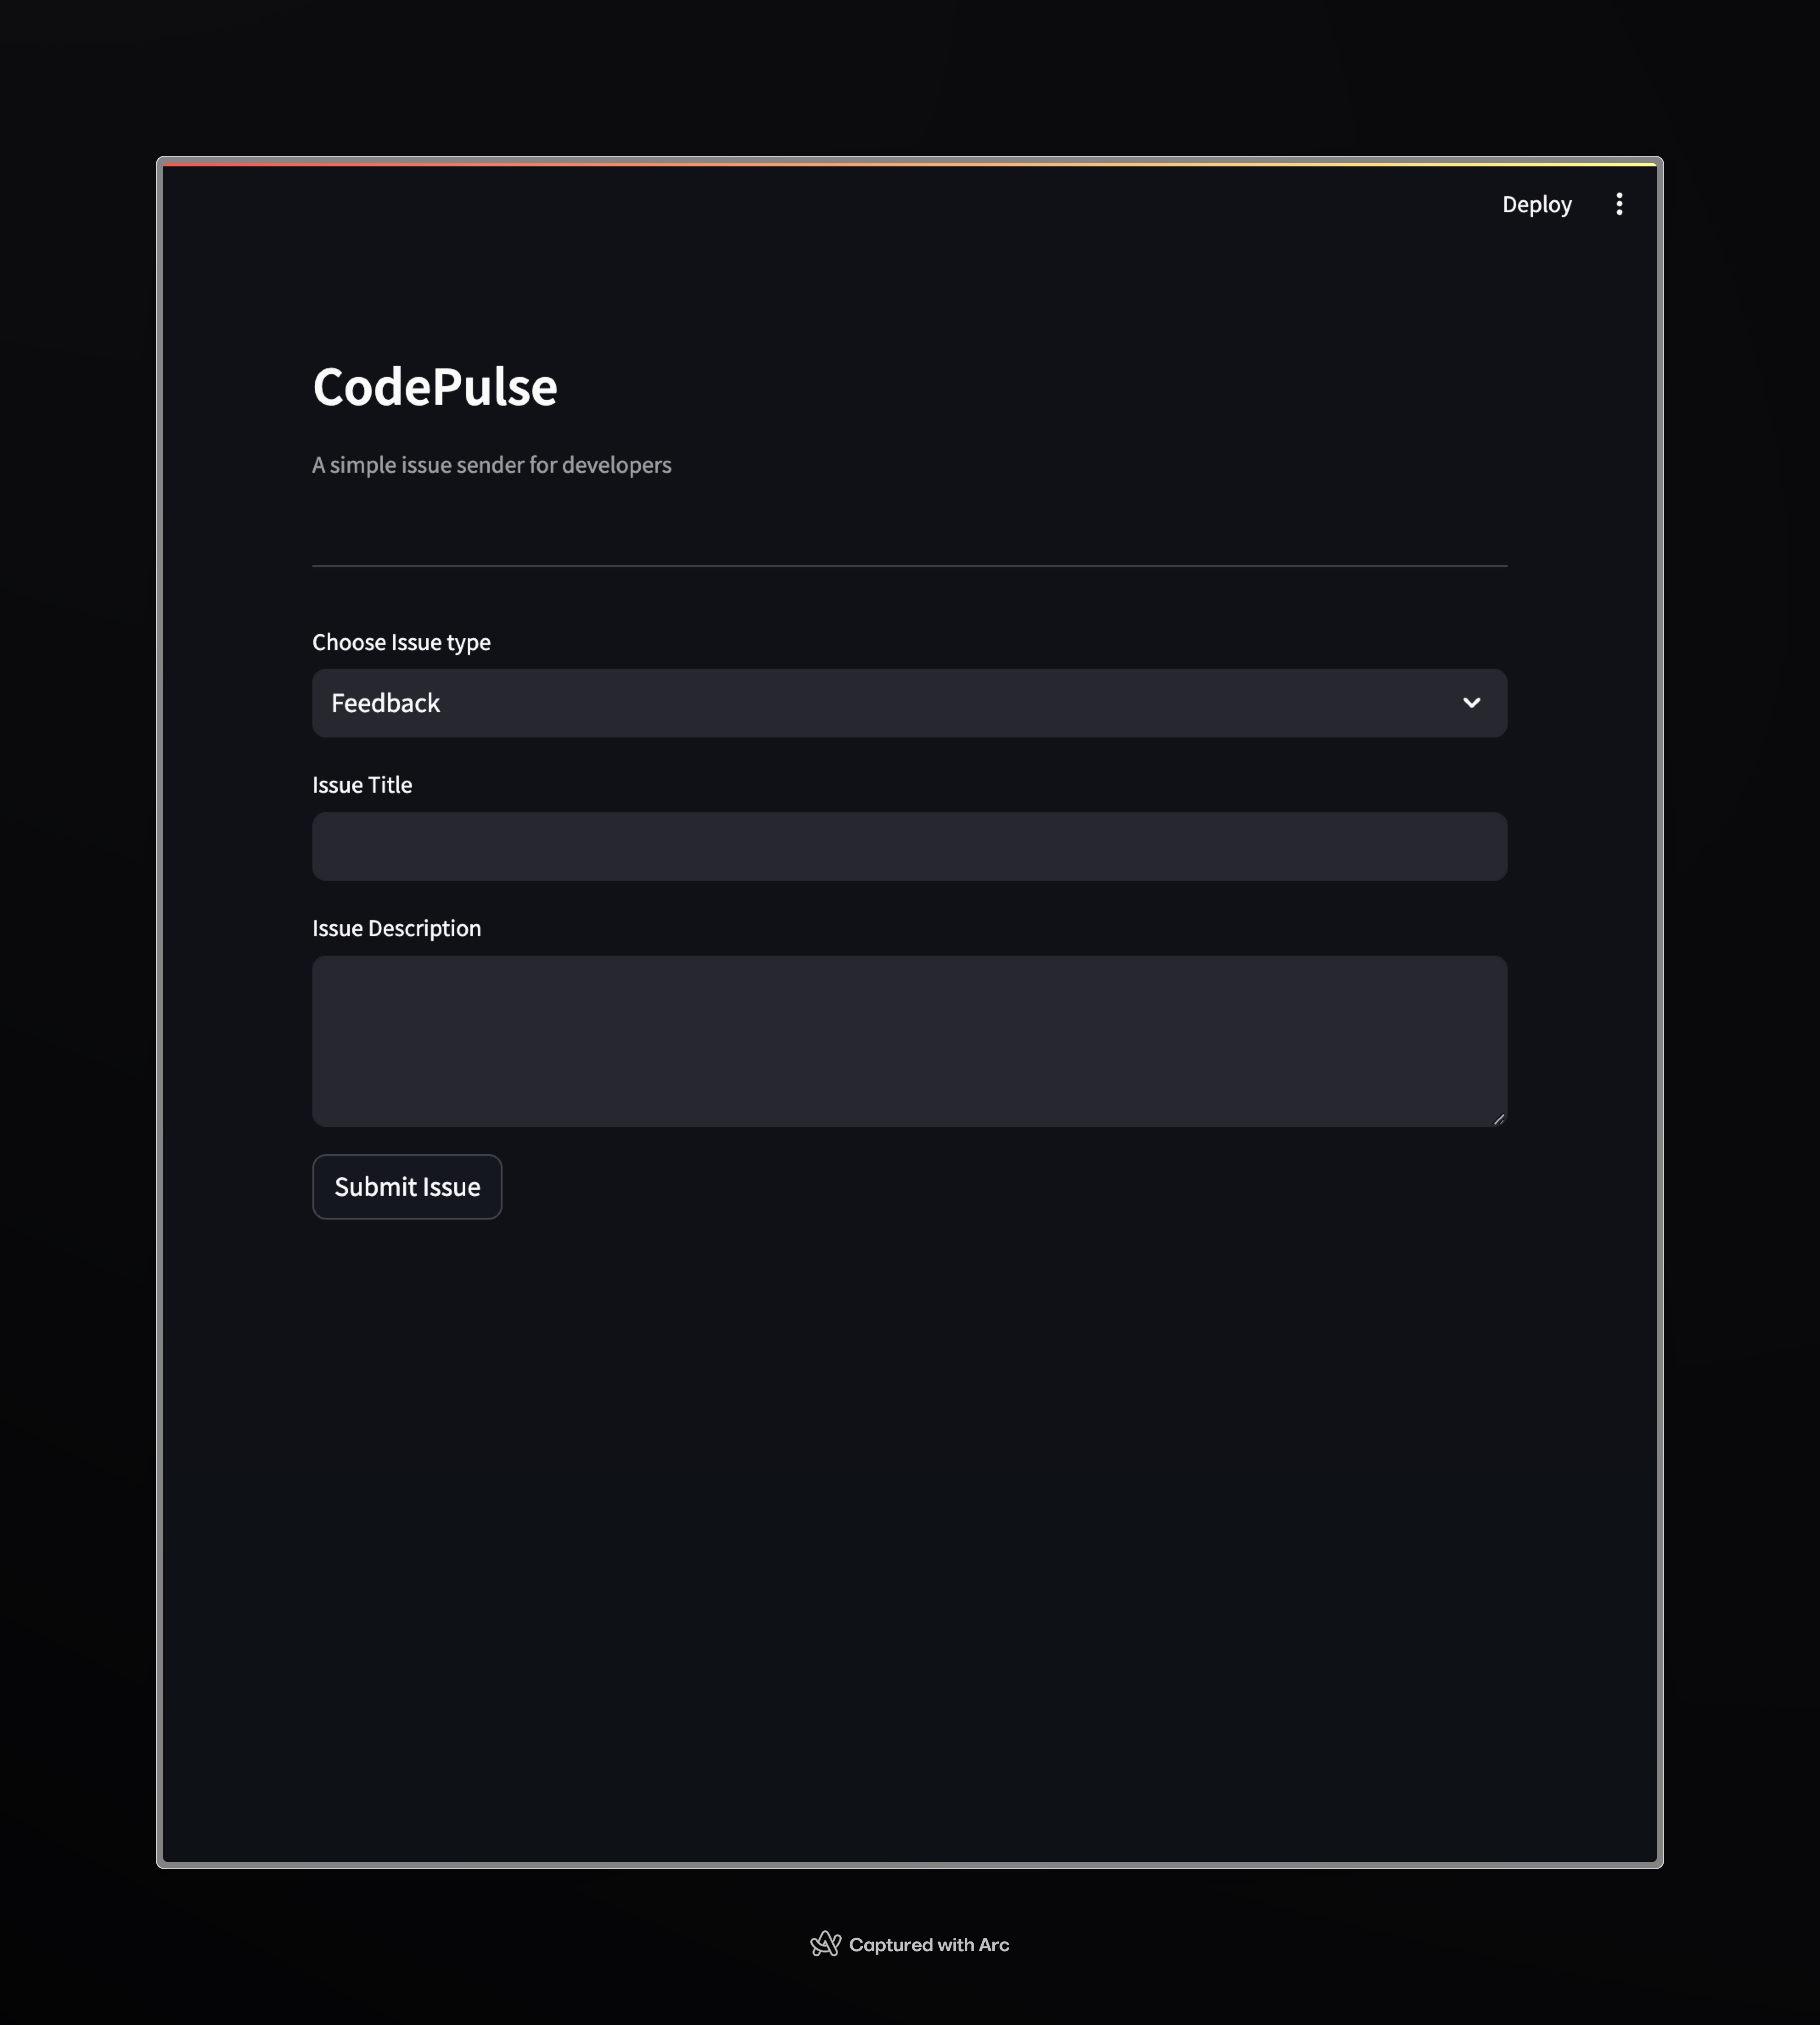 Deploy
CodePulse
A simple issue sender for developers
Choose Issue type
Feedback
Issue Title
Issue Description
Submit Issue
Captured with Arc